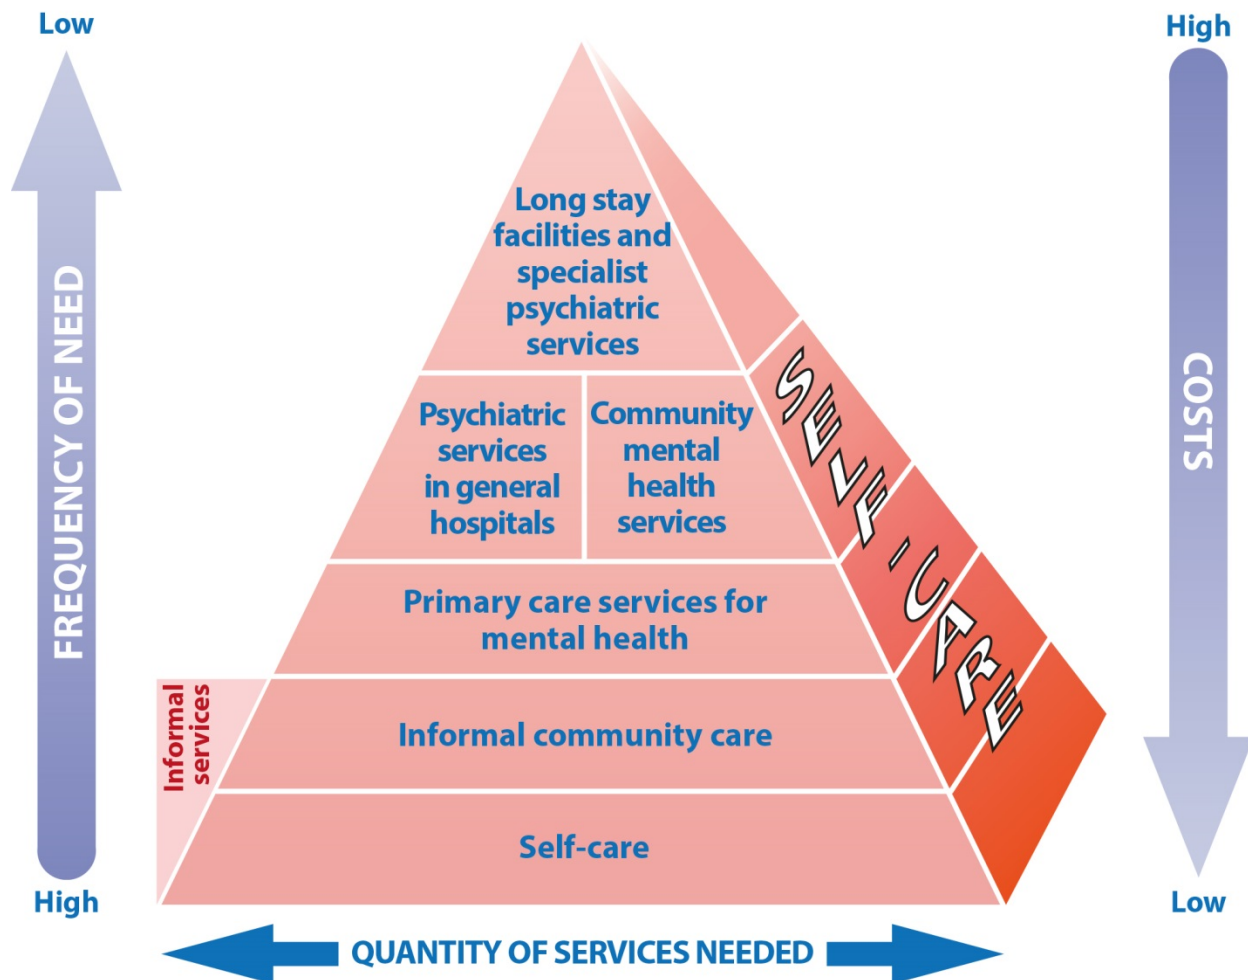 Low
High
FREQUENCY OF NEED
COSTS
Long stay
facilities and
specialist
psychiatric
services
Psychiatric
services
in general
hospitals
Community
mental
health
services
SELF-CARE
Primary care services for
mental health
Informal
services
Informal community care
Self-care
High
Low
QUANTITY OF SERVICES NEEDED